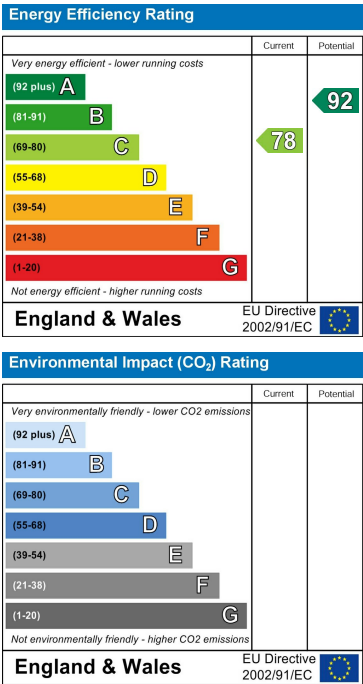 Energy Efficiency Rating
Current Potential
Very energy efficient - lower running costs
(92 plus) A
(81-91) B
(69-80) C
(55-68) D
(39-54) E
(21-38) F
(1-20) G
78
92
Not energy efficient - higher running costs
England & Wales
EU Directive
2002/91/EC
Environmental Impact (CO₂) Rating
Current Potential
Very environmentally friendly - lower CO2 emissions
(92 plus) A
(81-91) B
(69-80) C
(55-68) D
(39-54) E
(21-38) F
(1-20) G
Not environmentally friendly - higher CO2 emissions
England & Wales
EU Directive
2002/91/EC